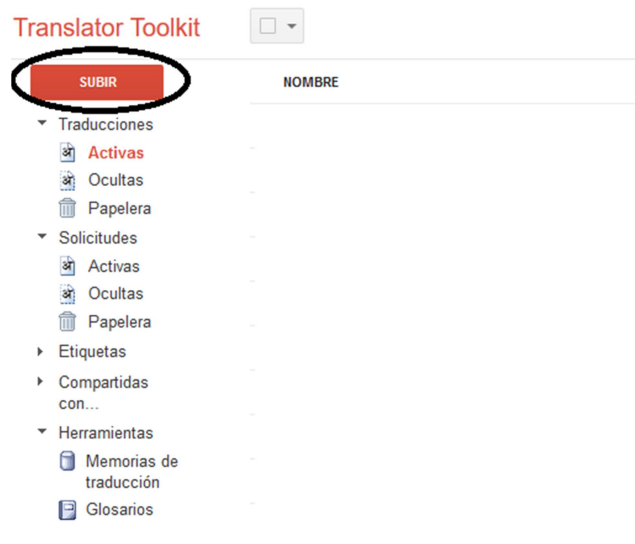 Translator Toolkit
SUBIR
NOMBRE
Traducciones
Activas
Ocultas
Papelera
Solicitudes
Activas
Ocultas
Papelera
Etiquetas
Compartidas
con...
Herramientas
Memorias de
traducción
Glosarios